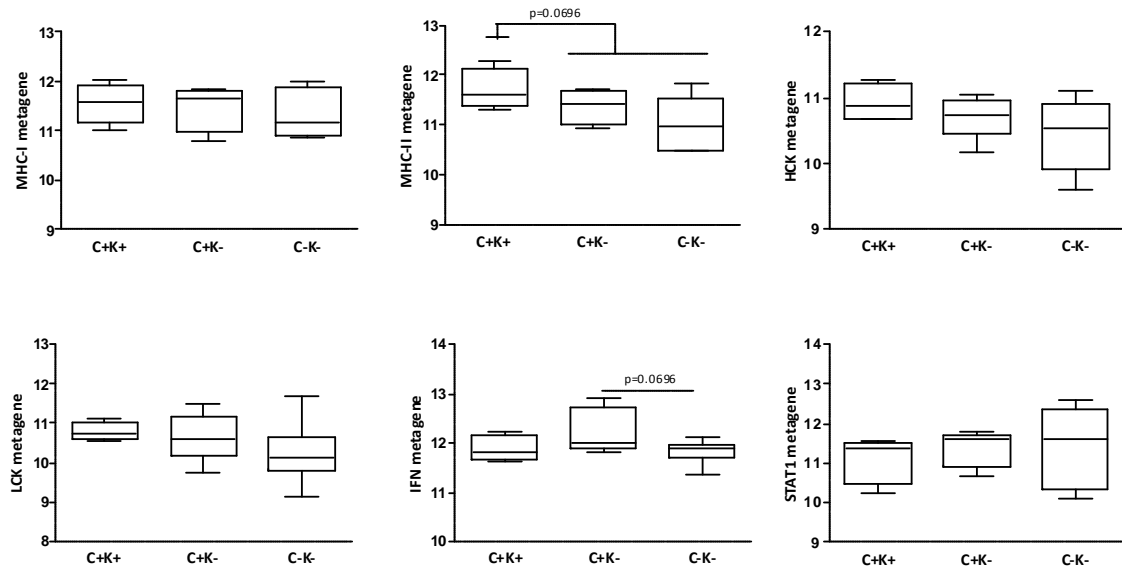 MHC-I metagene
13
12
11
10
9
C+K+ C+K- C-K-
MHC-II metagene
p=0.0696
13
12
11
10
9
C+K+ C+K- C-K-
HCK metagene
12
11
10
9
C+K+ C+K- C-K-
LCK metagene
13
12
11
10
9
8
C+K+ C+K- C-K-
IFN metagene
p=0.0696
14
13
12
11
10
C+K+ C+K- C-K-
STAT1 metagene
14
13
12
11
10
9
C+K+ C+K- C-K-